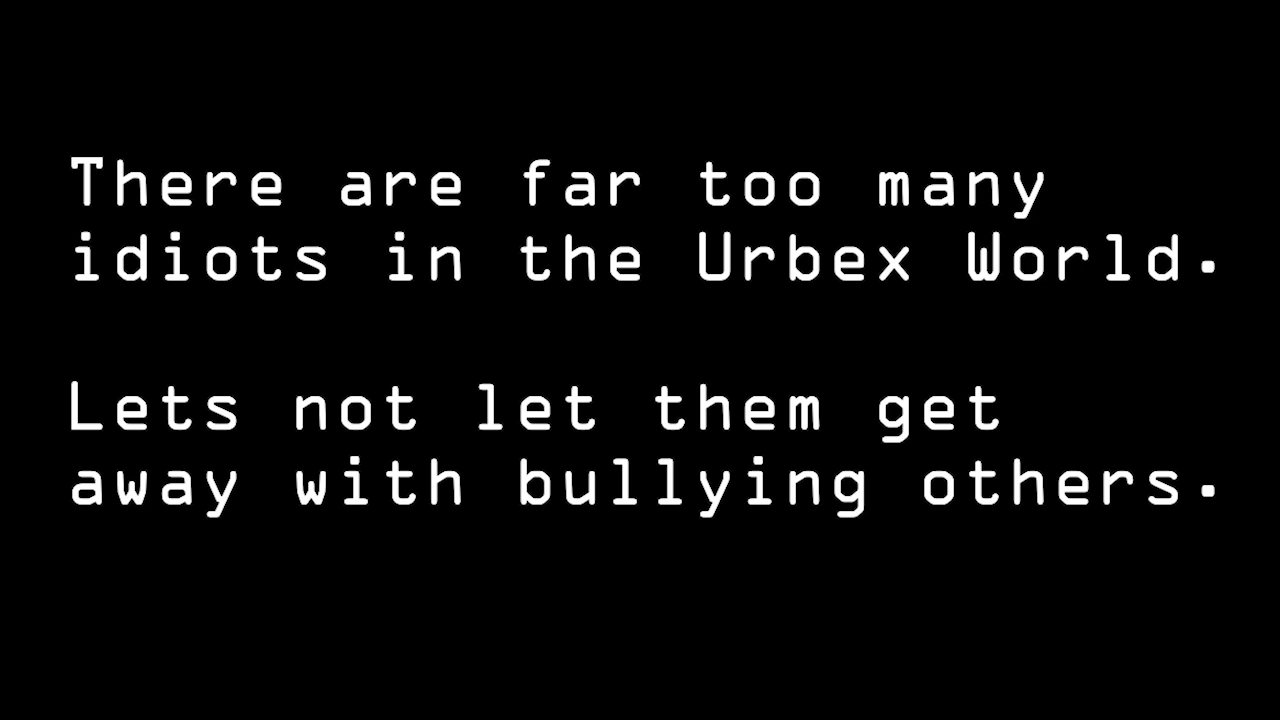 There are far too many
idiots in the Urbex World.
Lets not let them get
away with bullying others.